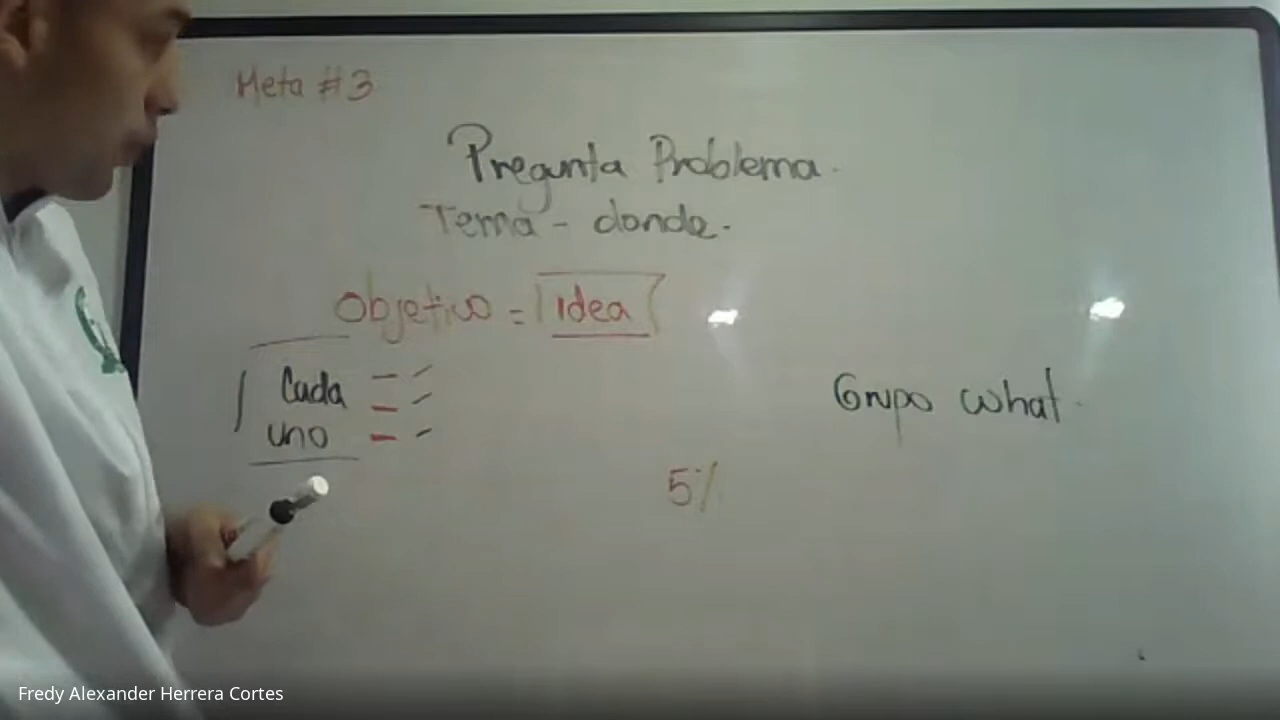 Meta #3
Pregunta Problema.
Tema - donde.
Objetivo = idea
Cada
uno
Grupo what.
5%
Fredy Alexander Herrera Cortes